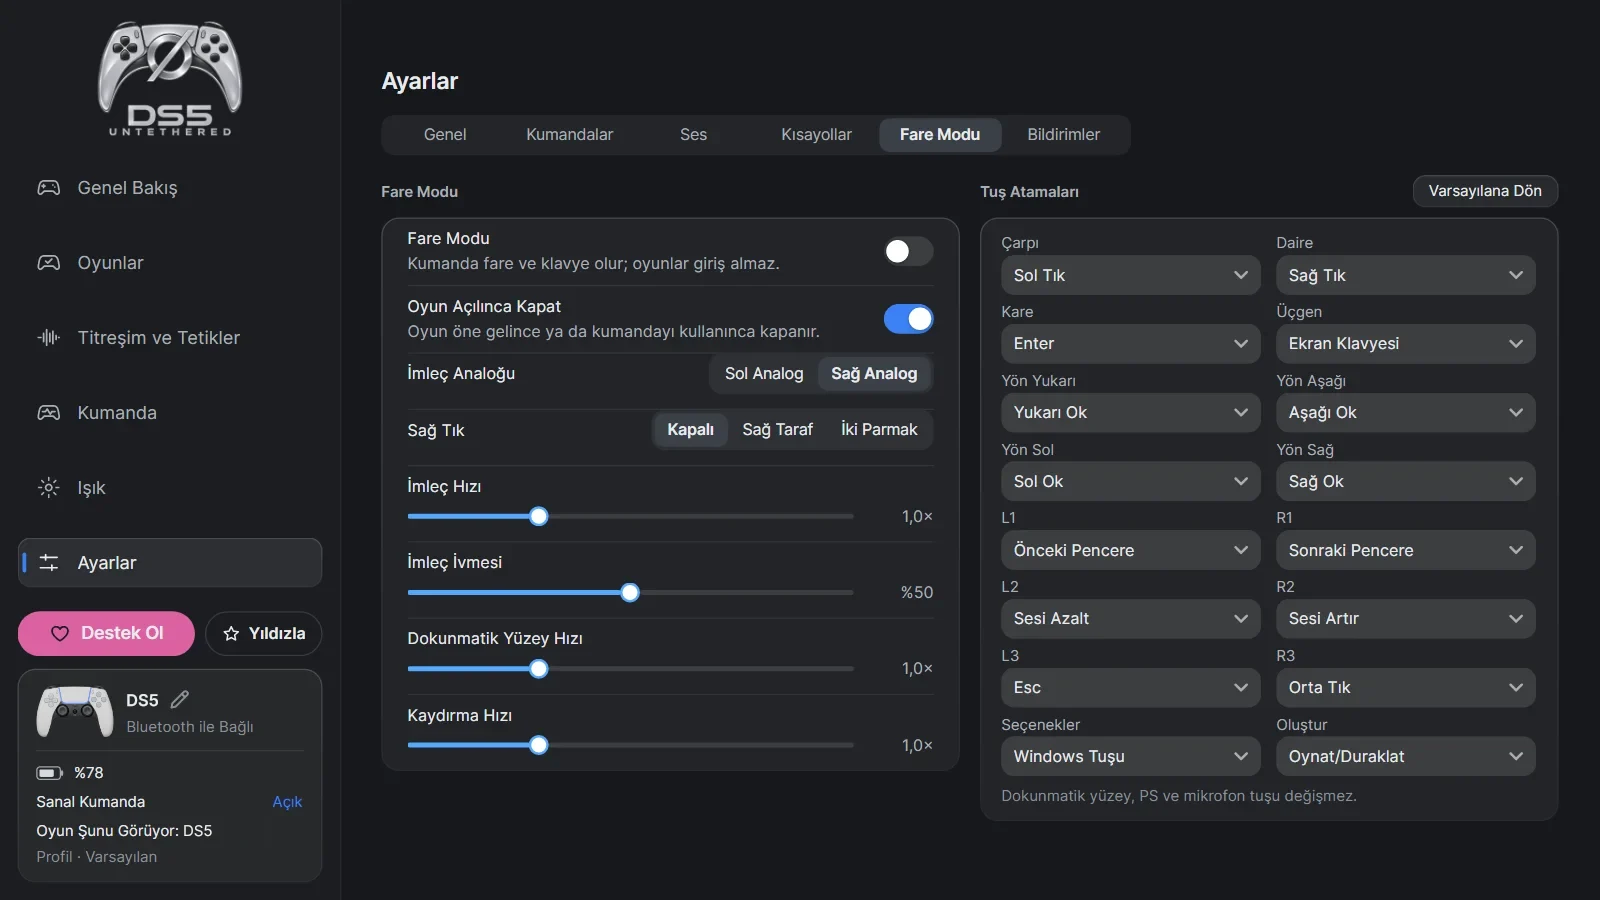 DS5
UNTETHERED
Genel Bakış
Oyunlar
Titreşim ve Tetikler
Kumanda
Işık
Ayarlar
Destek Ol
Yıldızla
DS5
Bluetooth ile Bağlı
%78
Sanal Kumanda Açık
Oyun Şunu Görüyor: DS5
Profil · Varsayılan
Ayarlar
Genel Kumandalar Ses Kısayollar Fare Modu Bildirimler
Fare Modu
Fare Modu
Kumanda fare ve klavye olur; oyunlar giriş almaz.
Oyun Açılınca Kapat
Oyun öne gelince ya da kumandayı kullanınca kapanır.
İmleç Analoğu Sol Analog Sağ Analog
Sağ Tık Kapalı Sağ Taraf İki Parmak
İmleç Hızı
1,0×
İmleç İvmesi
%50
Dokunmatik Yüzey Hızı
1,0×
Kaydırma Hızı
1,0×
Tuş Atamaları Varsayılana Dön
Çarpı Daire
Sol Tık Sağ Tık
Kare Üçgen
Enter Ekran Klavyesi
Yön Yukarı Yön Aşağı
Yukarı Ok Aşağı Ok
Yön Sol Yön Sağ
Sol Ok Sağ Ok
L1 R1
Önceki Pencere Sonraki Pencere
L2 R2
Sesi Azalt Sesi Artır
L3 R3
Esc Orta Tık
Seçenekler Oluştur
Windows Tuşu Oynat/Duraklat
Dokunmatik yüzey, PS ve mikrofon tuşu değişmez.